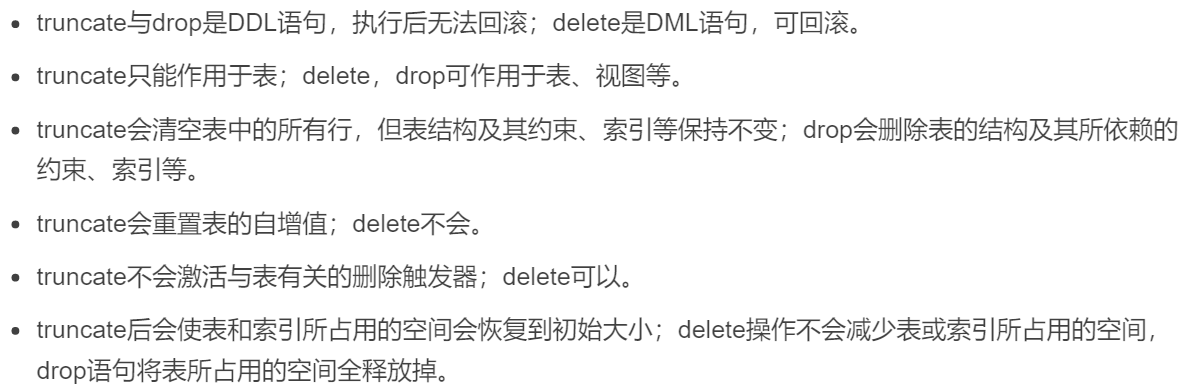 truncate与drop是DDL语句，执行后无法回滚；delete是DML语句，可回滚。
truncate只能作用于表；delete，drop可作用于表、视图等。
truncate会清空表中的所有行，但表结构及其约束、索引等保持不变；drop会删除表的结构及其所依赖的
约束、索引等。
truncate会重置表的自增值；delete不会。
truncate不会激活与表有关的删除触发器；delete可以。
truncate后会使表和索引所占用的空间会恢复到初始大小；delete操作不会减少表或索引所占用的空间，
drop语句将表所占用的空间全释放掉。